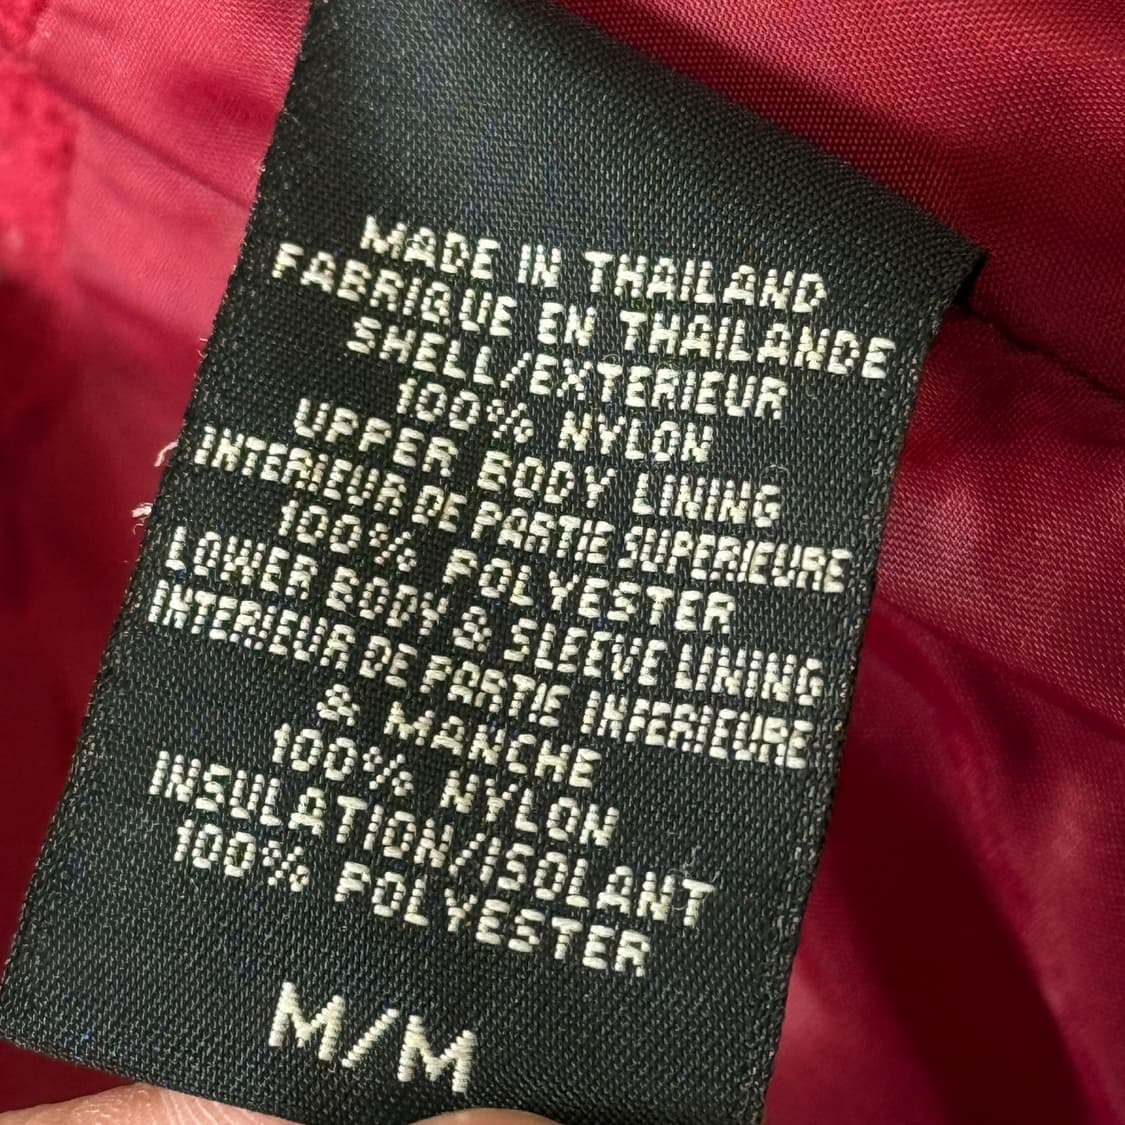 MADE IN THAILAND
FABRIQUE EN THAILANDE
SHELL/EXTERIEUR
100% NYLON
UPPER BODY LINING
INTERIEUR DE PARTIE SUPERIEURE
100% POLYESTER
LOWER BODY & SLEEVE LINING
INTERIEUR DE PARTIE INFERIEURE
& MANCHE
100% NYLON
INSULATION/ISOLANT
100% POLYESTER
M/M